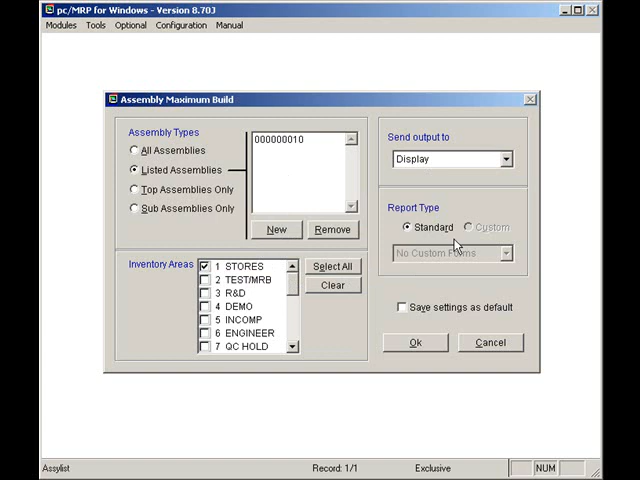 pc/MRP for Windows - Version 8.70J
Modules Tools Optional Configuration Manual
Assembly Maximum Build
Assembly Types
All Assemblies
Listed Assemblies
Top Assemblies Only
Sub Assemblies Only
000000010
New Remove
Send output to
Display
Report Type
Standard Custom
No Custom Forms
Inventory Areas
1 STORES
2 TEST/MRB
3 R&D
4 DEMO
5 INCOMP
6 ENGINEER
7 QC HOLD
Select All
Clear
Save settings as default
Ok Cancel
Assylist Record: 1/1 Exclusive NUM